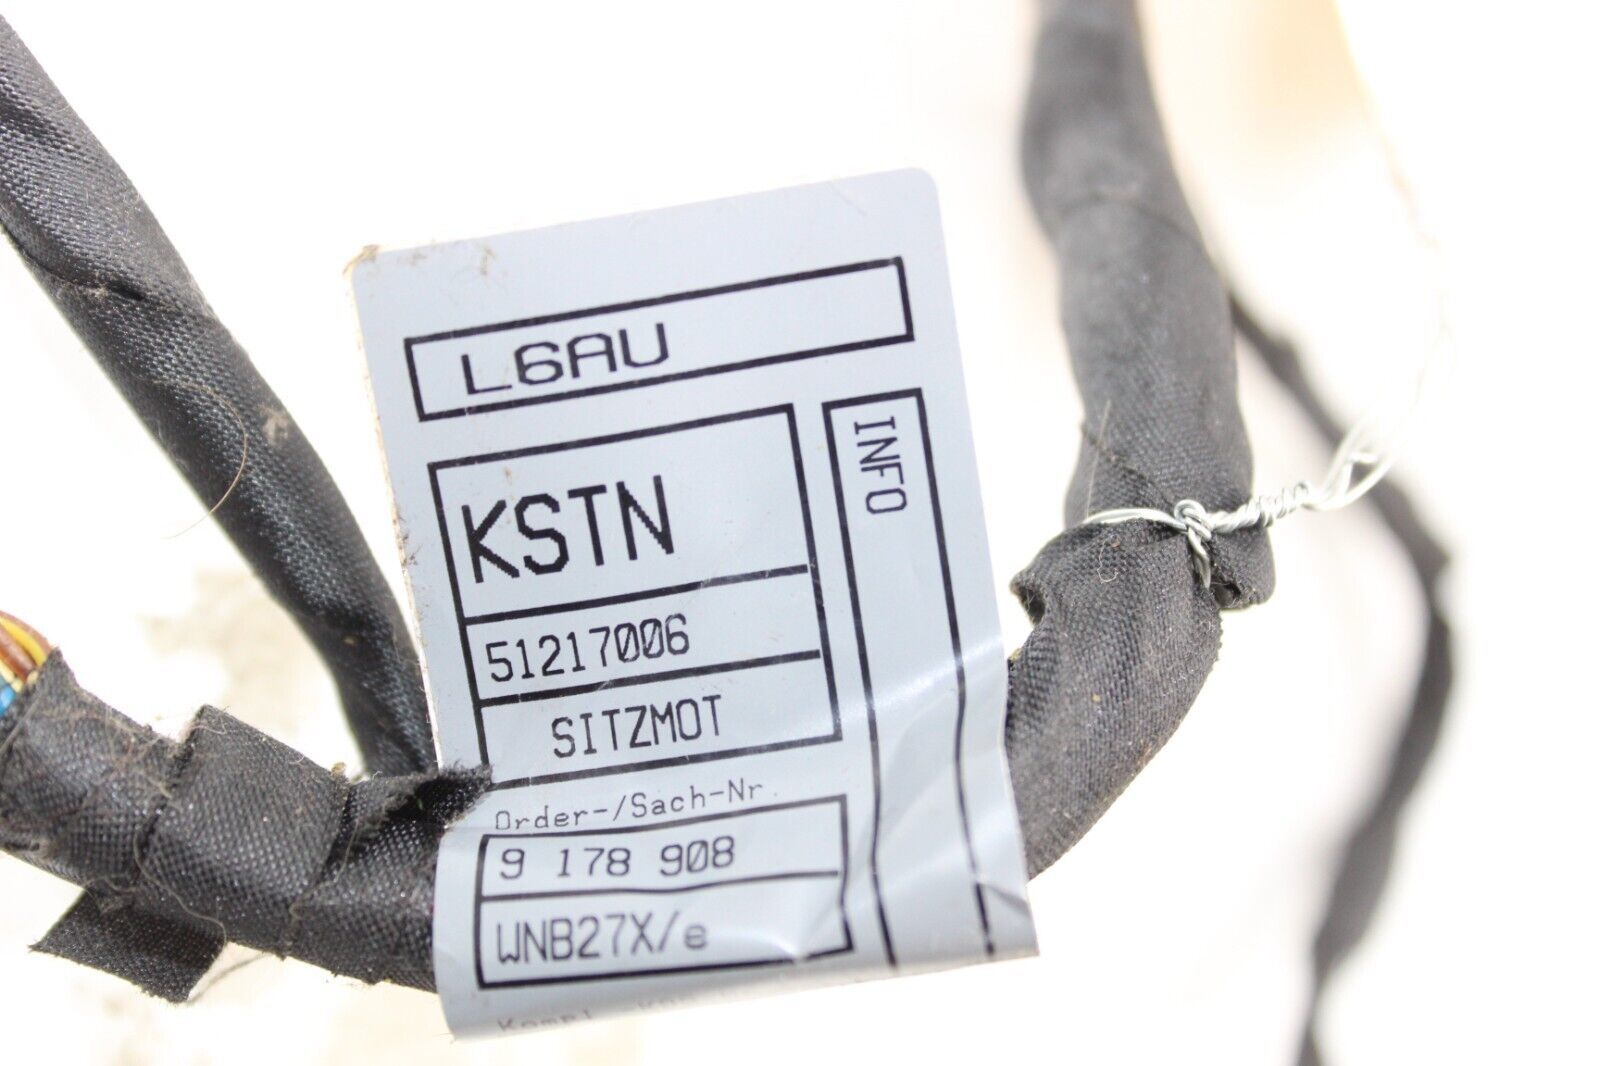 L6AU
KSTN
INFO
51217006
SITZMOT
Order-/Sach-Nr.
9 178 908
WNB27X/e